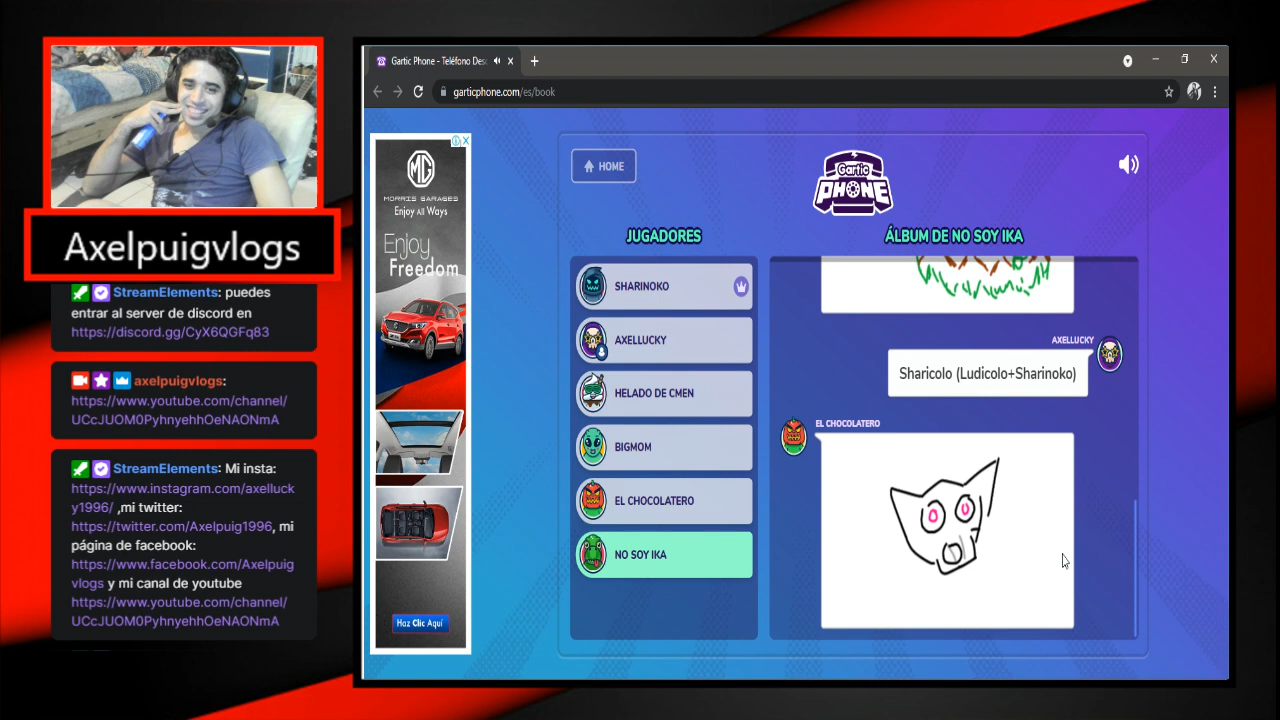 Axelpuigvlogs
StreamElements: puedes
entrar al server de discord en
https://discord.gg/CyX6QGFq83
axelpuigvlogs:
https://www.youtube.com/channel/
UCcJUOM0PyhnyehhOeNAONmA
StreamElements: Mi insta:
https://www.instagram.com/axelluck
y1996/ ,mi twitter:
https://twitter.com/Axelpuig1996, mi
página de facebook:
https://www.facebook.com/Axelpuig
vlogs y mi canal de youtube
https://www.youtube.com/channel/
UCcJUOM0PyhnyehhOeNAONmA
Gartic Phone - Teléfono Des
garticphone.com/es/book
MG
MORRIS GARAGES
Enjoy All Ways
Enjoy
Freedom
Haz Clic Aquí
HOME
Gartic
PHONE
JUGADORES
SHARINOKO
AXELLUCKY
HELADO DE CMEN
BIGMOM
EL CHOCOLATERO
NO SOY IKA
ÁLBUM DE NO SOY IKA
AXELLUCKY
Sharicolo (Ludicolo+Sharinoko)
EL CHOCOLATERO